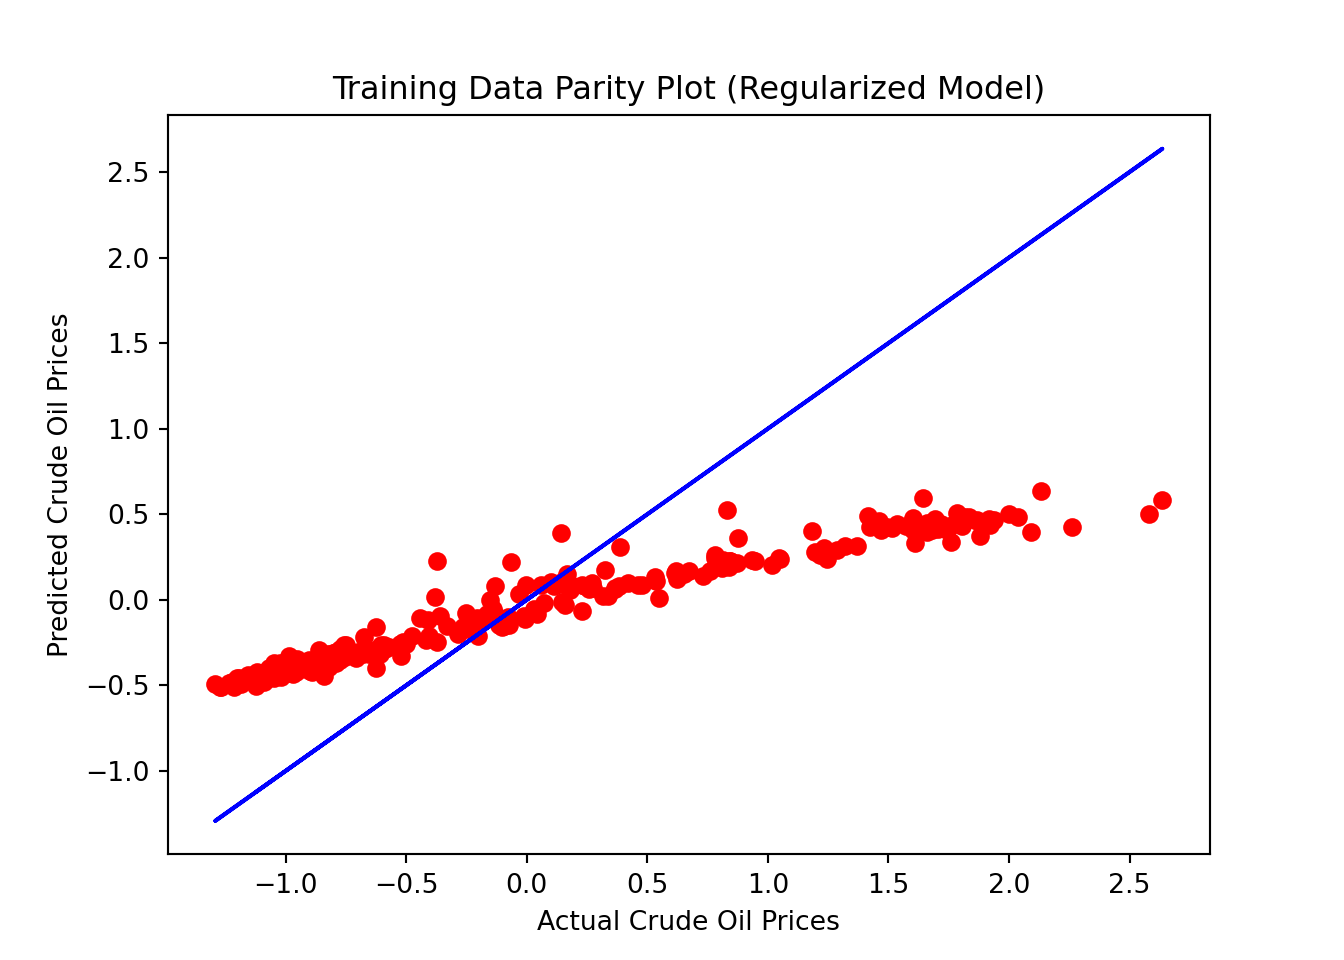 Training Data Parity Plot (Regularized Model)
Predicted Crude Oil Prices
2.5
2.0
1.5
1.0
0.5
0.0
−0.5
−1.0
−1.0 −0.5 0.0 0.5 1.0 1.5 2.0 2.5
Actual Crude Oil Prices